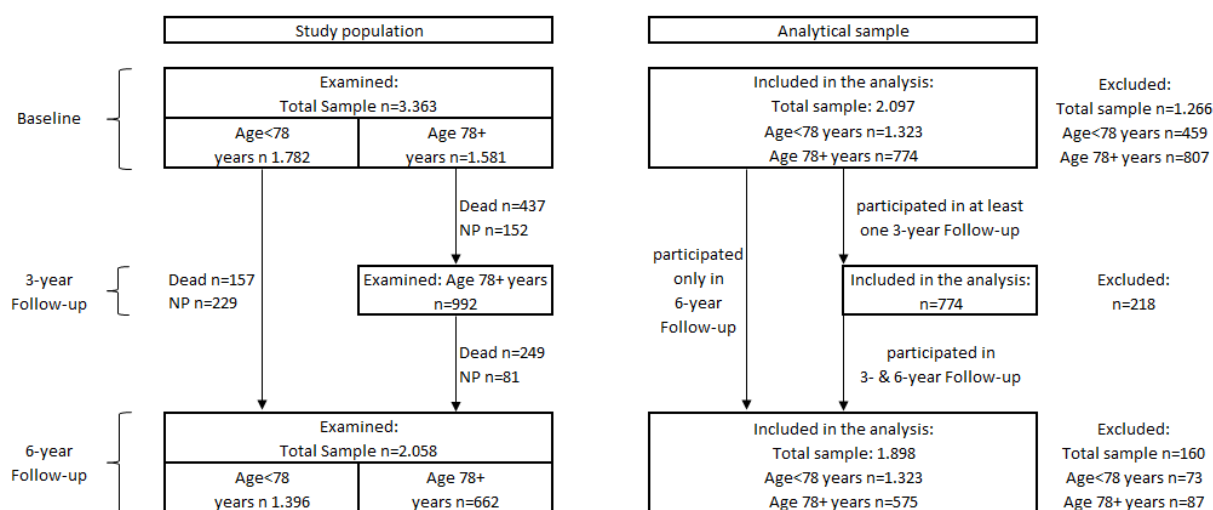 Study population
Analytical sample
Baseline
Examined:
Total Sample n=3.363
Age<78
years n 1.782
Age 78+
years n=1.581
Included in the analysis:
Total sample: 2.097
Age<78 years n=1.323
Age 78+ years n=774
Excluded:
Total sample n=1.266
Age<78 years n=459
Age 78+ years n=807
Dead n=437
NP n=152
participated in at least
one 3-year Follow-up
3-year
Follow-up
Dead n=157
NP n=229
Examined: Age 78+ years
n=992
participated
only in
6-year
Follow-up
Included in the analysis:
n=774
Excluded:
n=218
Dead n=249
NP n=81
participated in
3- & 6-year Follow-up
6-year
Follow-up
Examined:
Total Sample n=2.058
Age<78
years n 1.396
Age 78+
years n=662
Included in the analysis:
Total sample: 1.898
Age<78 years n=1.323
Age 78+ years n=575
Excluded:
Total sample n=160
Age<78 years n=73
Age 78+ years n=87